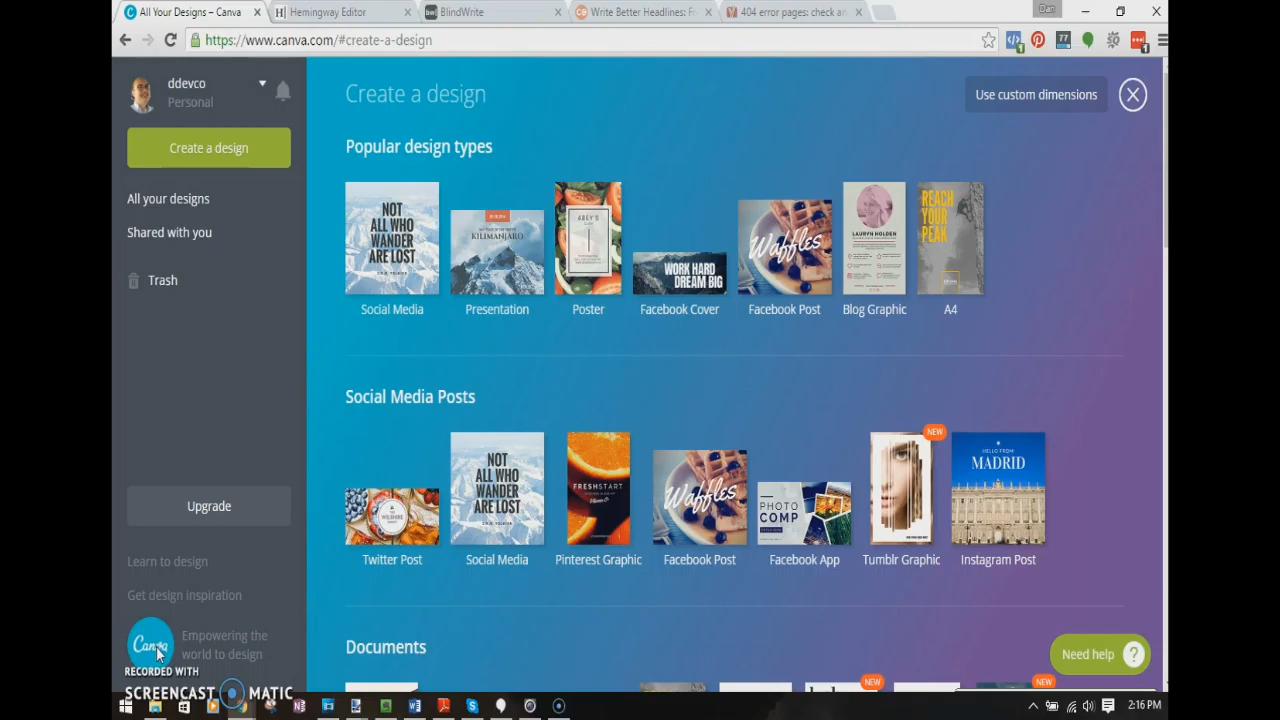 All Your Designs – Canva
Hemingway Editor
BlindWrite
Write Better Headlines: Fr
404 error pages: check an
Dan
https://www.canva.com/#create-a-design
ddevco
Personal
Create a design
All your designs
Shared with you
Trash
Upgrade
Learn to design
Get design inspiration
Canva
Empowering the
world to design
RECORDED WITH
SCREENCAST MATIC
Create a design
Use custom dimensions
Popular design types
NOT
ALL WHO
WANDER
ARE LOST
KILIMANJARO
ABEY'S
WORK HARD
DREAM BIG
Waffles
LAURYN HOLDEN
REACH
YOUR
PEAK
Social Media
Presentation
Poster
Facebook Cover
Facebook Post
Blog Graphic
A4
Social Media Posts
NOT
ALL WHO
WANDER
ARE LOST
FRESHSTART
Waffles
PHOTO
COMP
NEW
HELLO FROM
MADRID
Twitter Post
Social Media
Pinterest Graphic
Facebook Post
Facebook App
Tumblr Graphic
Instagram Post
Documents
NEW
NEW
Need help ?
2:16 PM